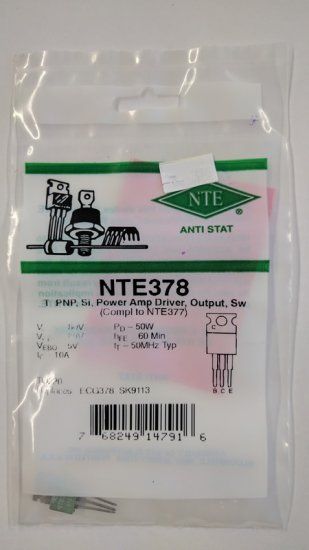 NTE
®
ANTI STAT
NTE378
T PNP, Si, Power Amp Driver, Output, Sw
(Compl to NTE377)
PD – 50W
hFE 60 Min
VEBO 5V fT – 50MHz Typ
IC 10A
C
B C E
ECG378 SK9113
7 68249 14791 6